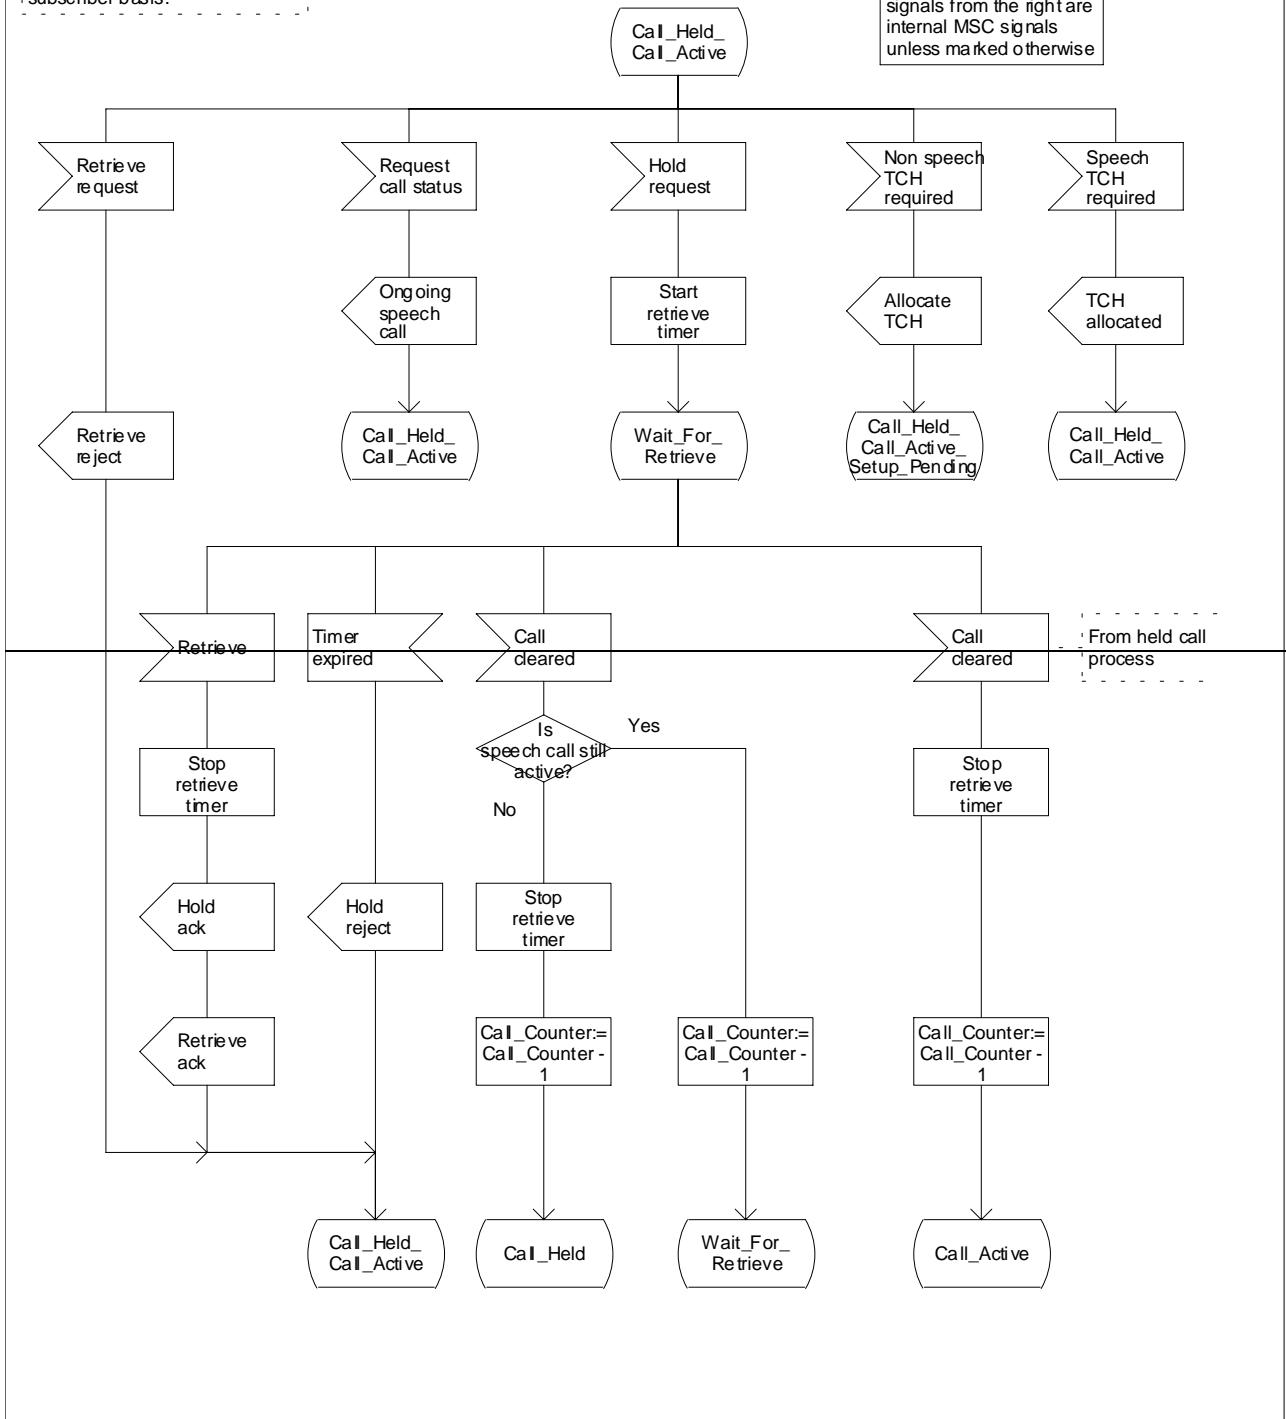 subscriber basis.
signals from the right are
internal MSC signals
unless marked otherwise
Call_Held_
Call_Active
Retrieve
request
Request
call status
Hold
request
Non speech
TCH
required
Speech
TCH
required
Ongoing
speech
call
Start
retrieve
timer
Allocate
TCH
TCH
allocated
Retrieve
reject
Call_Held_
Call_Active
Wait_For_
Retrieve
Call_Held_
Call_Active_
Setup_Pending
Call_Held_
Call_Active
Retrieve
Timer
expired
Call
cleared
Call
cleared
From held call
process
Is
speech call still
active?
Yes
No
Stop
retrieve
timer
Stop
retrieve
timer
Hold
ack
Hold
reject
Stop
retrieve
timer
Retrieve
ack
Call_Counter:=
Call_Counter -
1
Call_Counter:=
Call_Counter -
1
Call_Counter:=
Call_Counter -
1
Call_Held_
Call_Active
Call_Held
Wait_For_
Retrieve
Call_Active